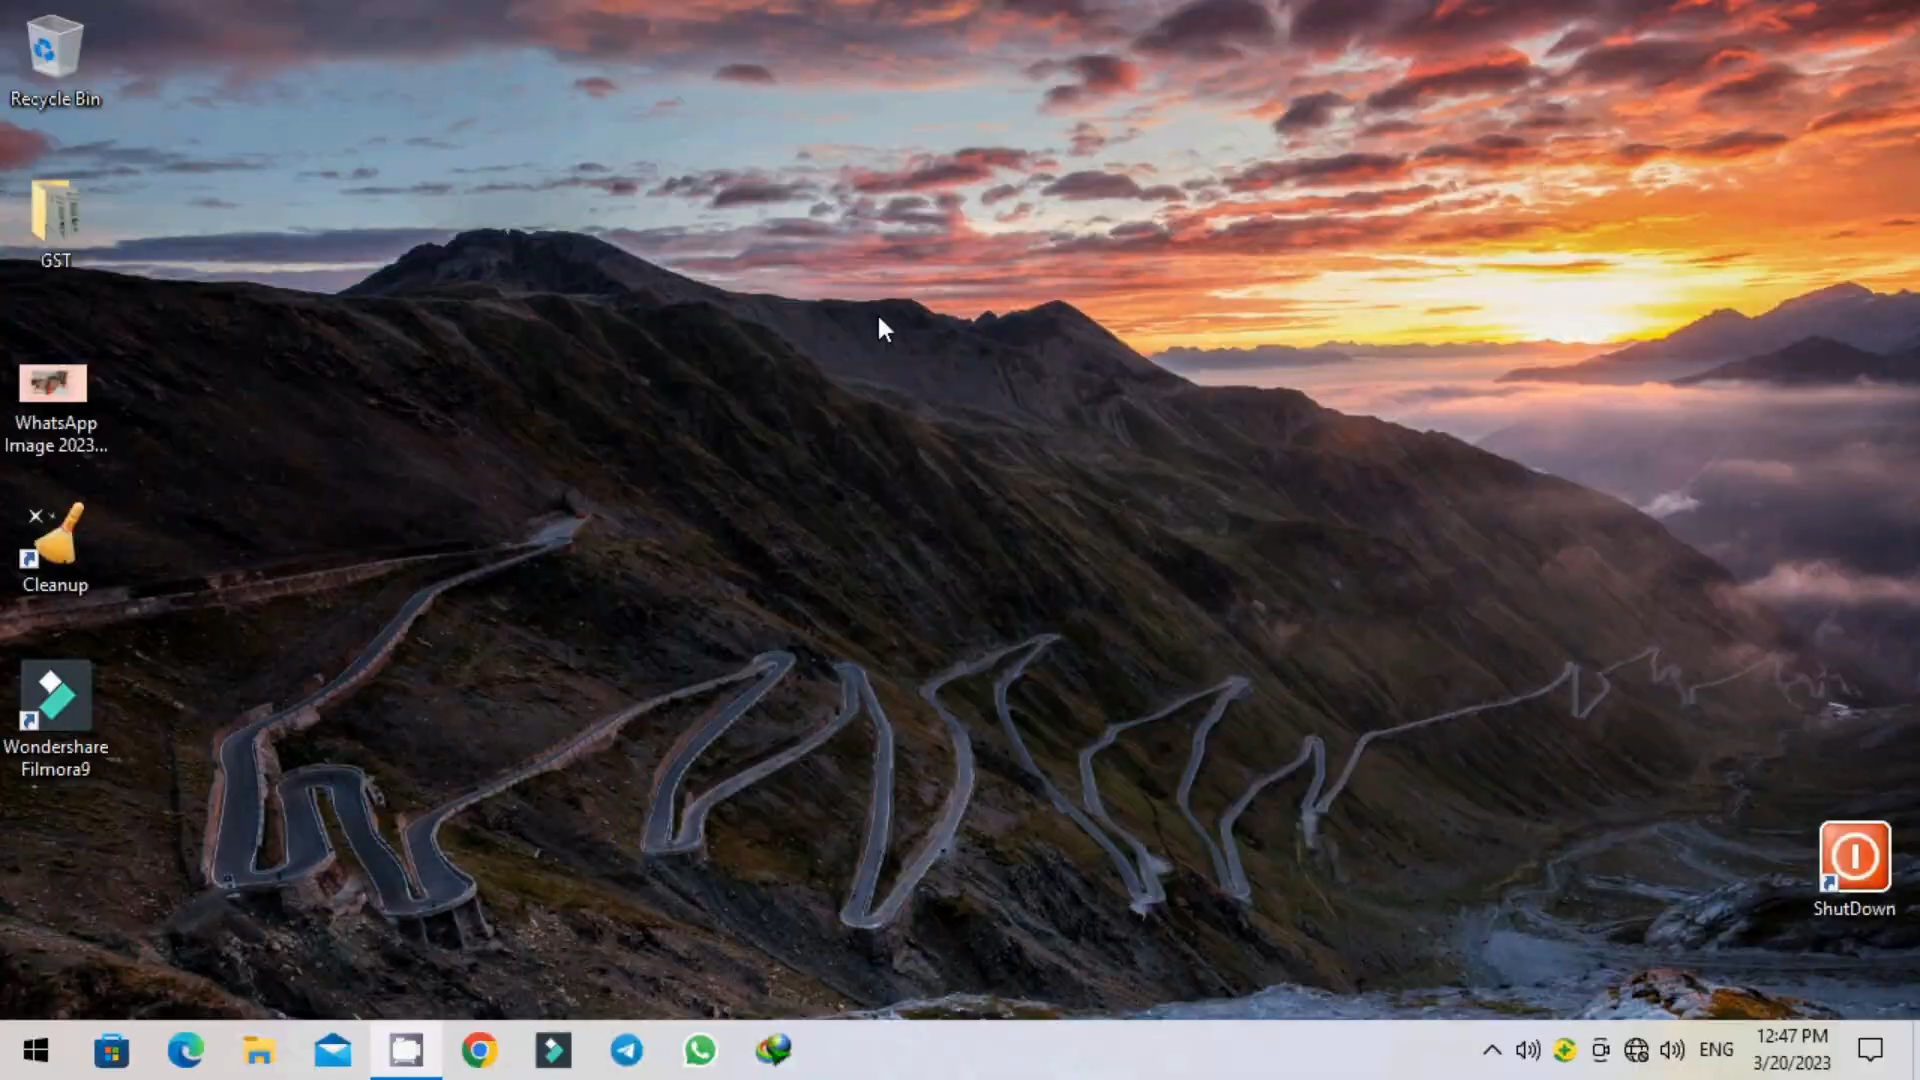 Recycle Bin
GST
WhatsApp
Image 2023...
Cleanup
Wondershare
Filmora9
ShutDown
ENG
12:47 PM
3/20/2023